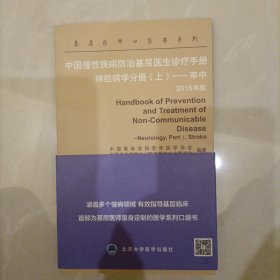 基层医师口袋书系列
中国慢性疾病防治基层医生诊疗手册
神经病学分册(上)——卒中
2016年版
Handbook of Prevention
and Treatment of
Non-Communicable
Disease
–Neurology, Part I, Stroke
中国老年学和老年医学学会
编著
涵盖多个慢病领域 有效指导基层临床
首部为基层医师量身定制的医学系列口袋书
北京大学医学出版社